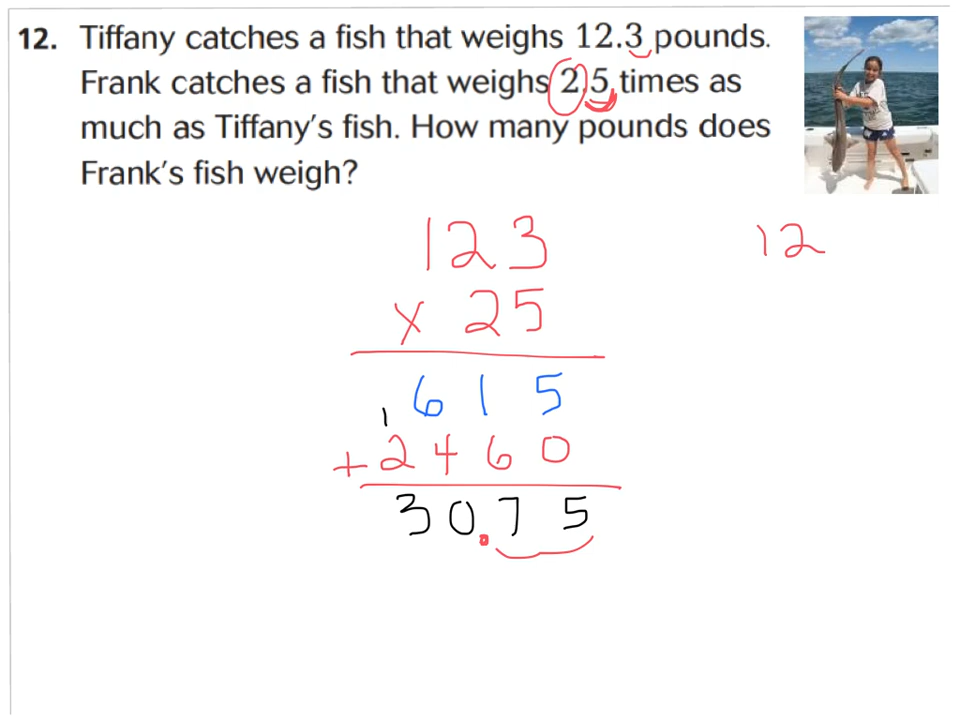 12. Tiffany catches a fish that weighs 12.3 pounds.
Frank catches a fish that weighs 2.5 times as
much as Tiffany's fish. How many pounds does
Frank's fish weigh?
123 12
x 25
615
1
+2460
30.75